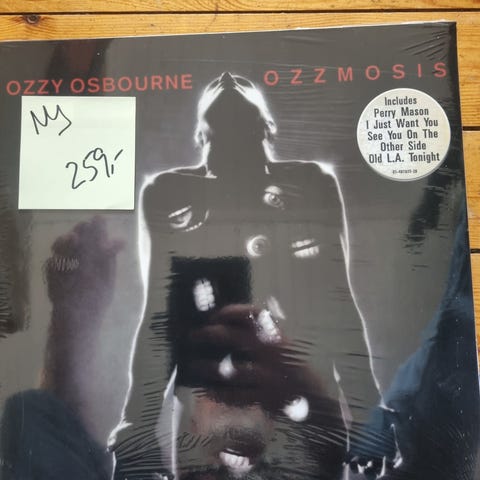 OZZY OSBOURNE OZZMOSIS
Ny
259,-
Includes
Perry Mason
I Just Want You
See You On The
Other Side
Old L.A. Tonight